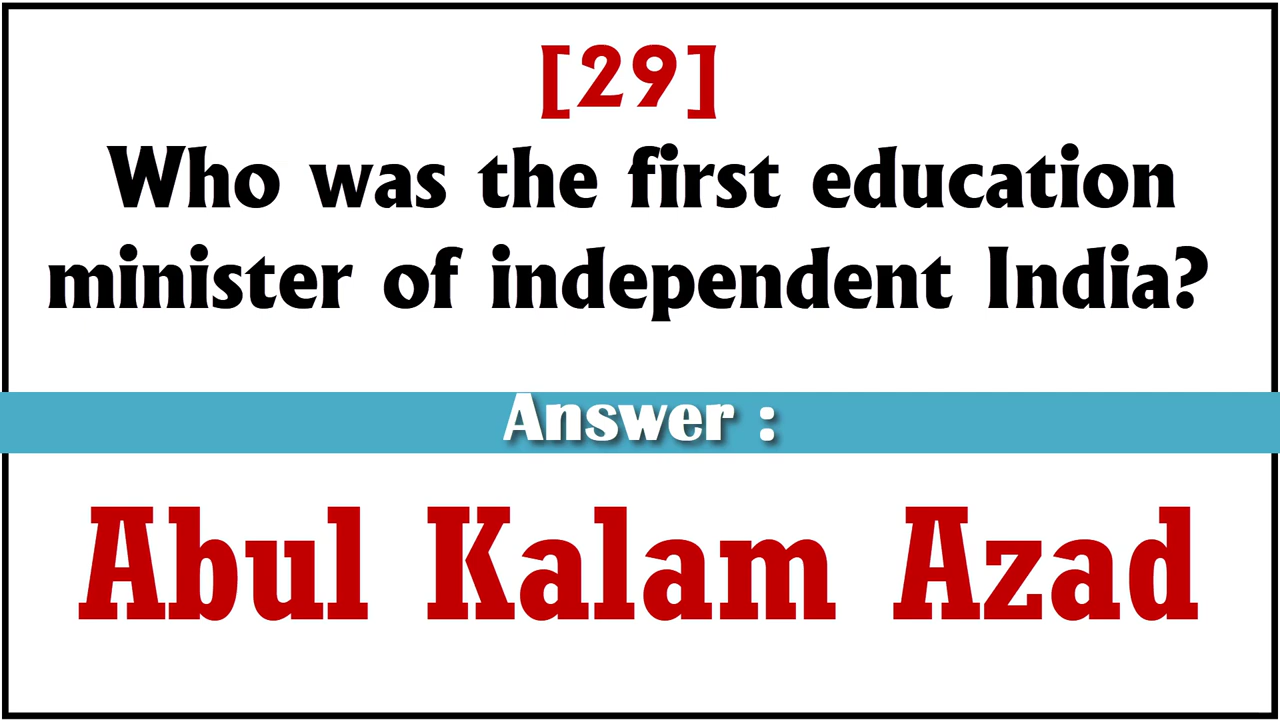 [29]
Who was the first education
minister of independent India?
Answer :
Abul Kalam Azad